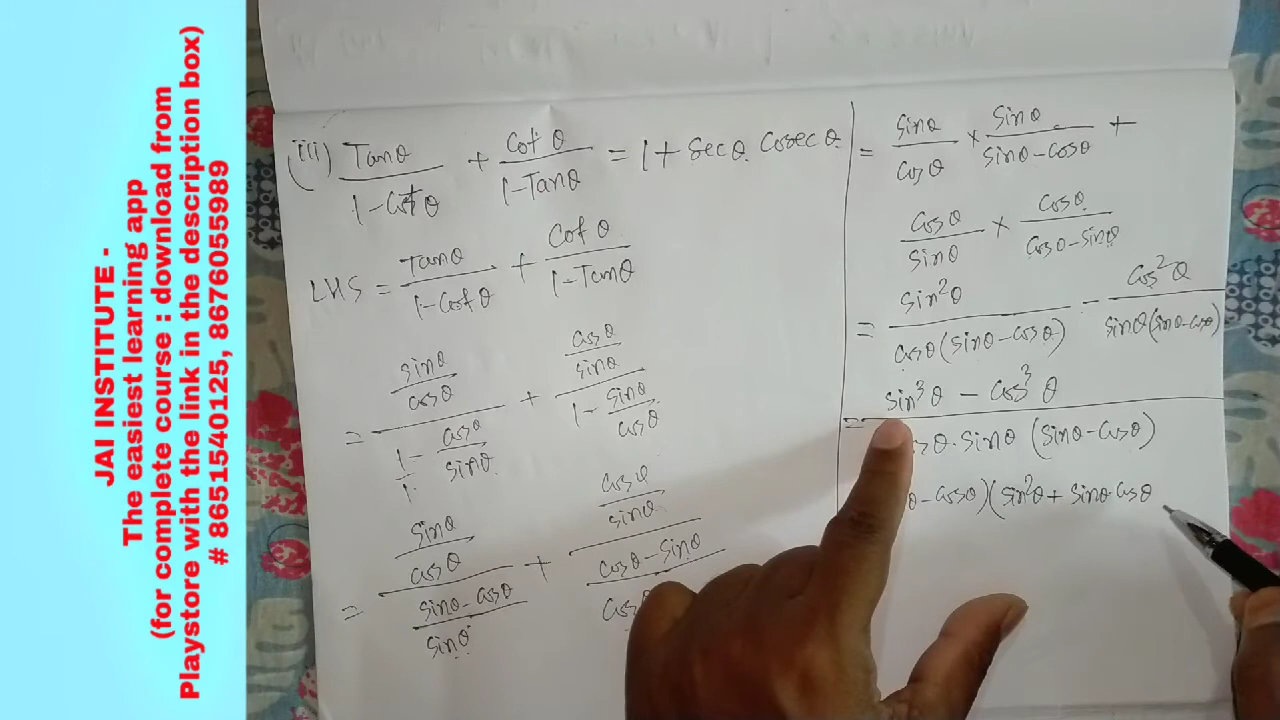 JAI INSTITUTE -
The easiest learning app
(for complete course : download from
Playstore with the link in the description box)
# 8651540125, 8676055989
(iii) Tanθ/1-Cotθ + Cotθ/1-Tanθ = 1 + Secθ. Cosecθ.
LHS = Tanθ/1-Cotθ + Cotθ/1-Tanθ
= (Sinθ/Cosθ)/(1/1 - Cosθ/Sinθ) + (Cosθ/Sinθ)/(1 - Sinθ/Cosθ)
= (Sinθ/Cosθ)/((Sinθ-Cosθ)/Sinθ) + (Cosθ/Sinθ)/((Cosθ-Sinθ)/Cos
= Sinθ/Cosθ × Sinθ/Sinθ-Cosθ +
Cosθ/Sinθ × Cosθ/Cosθ-Sinθ
= Sin²θ/Cosθ(Sinθ-Cosθ) - Cos²θ/Sinθ(Sinθ-Cosθ)
= Sin³θ - Cos³θ
θ. Sinθ (Sinθ-Cosθ)
θ-Cosθ)(Sin²θ + Sinθ Cosθ